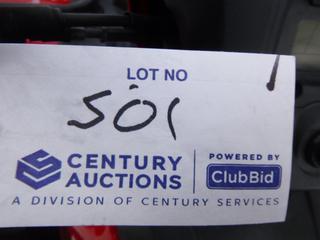 LOT NO
501
CENTURY AUCTIONS
POWERED BY
ClubBid
A DIVISION OF CENTURY SERVICES